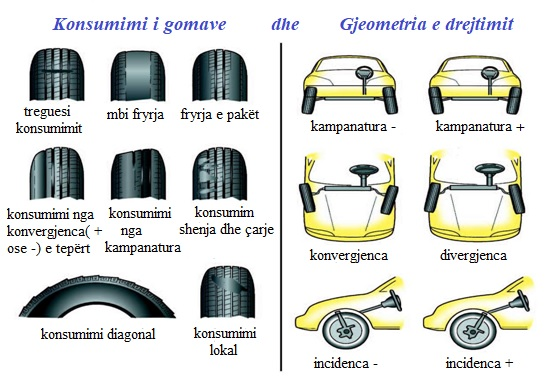 Konsumimi i gomave dhe Gjeometria e drejtimit
treguesi
konsumimit
mbi fryrja
fryrja e pakët
konsumimi nga
konvergjenca( +
ose -) e tepërt
konsumimi
nga
kampanatura
konsumim
shenja dhe çarje
konsumimi diagonal
konsumimi
lokal
kampanatura -
kampanatura +
konvergjenca
divergjenca
incidenca -
incidenca +